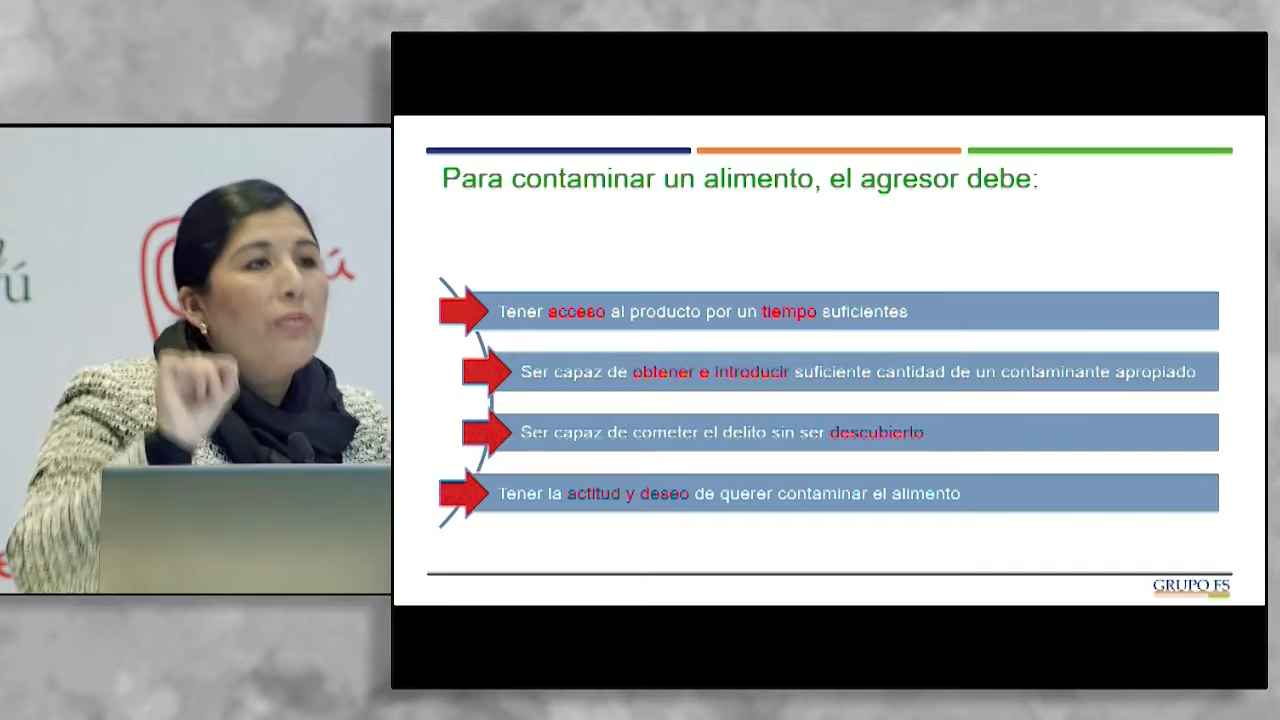 Para contaminar un alimento, el agresor debe:
Tener acceso al producto por un tiempo suficientes
Ser capaz de obtener e introducir suficiente cantidad de un contaminante apropiado
Ser capaz de cometer el delito sin ser descubierto
Tener la actitud y deseo de querer contaminar el alimento
GRUPO FS